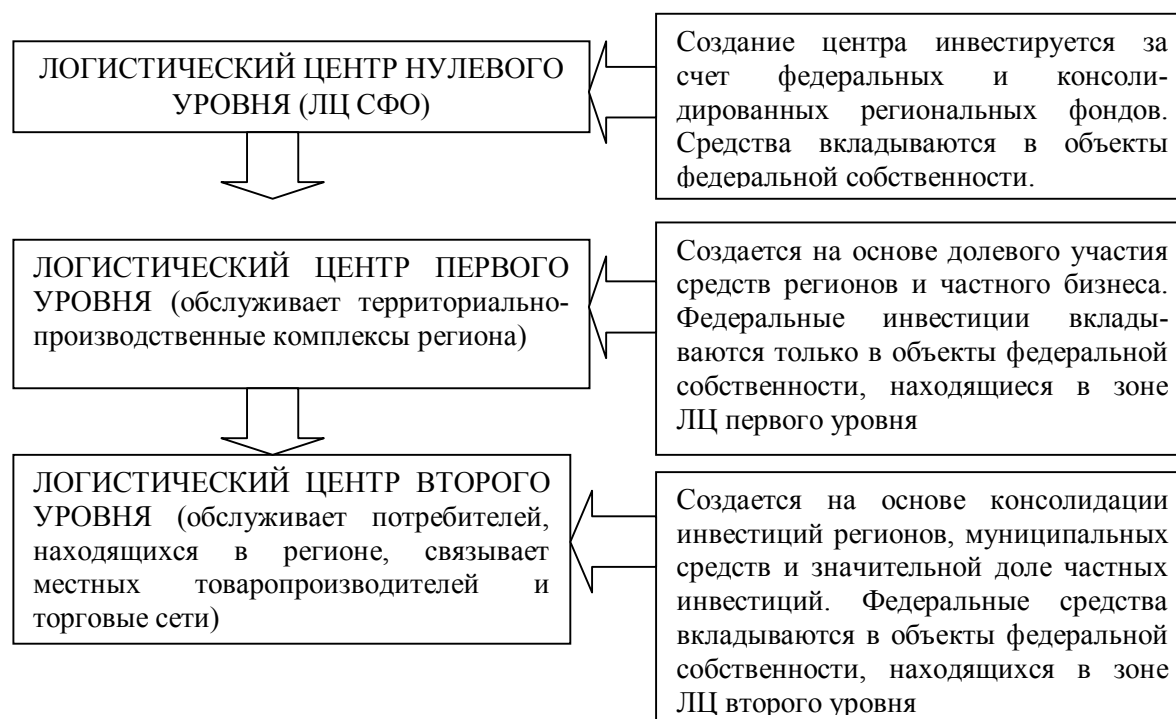 ЛОГИСТИЧЕСКИЙ ЦЕНТР НУЛЕВОГО
УРОВНЯ (ЛЦ СФО)
Создание центра инвестируется за
счет федеральных и консоли-
дированных региональных фондов.
Средства вкладываются в объекты
федеральной собственности.
ЛОГИСТИЧЕСКИЙ ЦЕНТР ПЕРВОГО
УРОВНЯ (обслуживает территориально-
производственные комплексы региона)
Создается на основе долевого участия
средств регионов и частного бизнеса.
Федеральные инвестиции вклады-
ваются только в объекты федеральной
собственности, находящиеся в зоне
ЛЦ первого уровня
ЛОГИСТИЧЕСКИЙ ЦЕНТР ВТОРОГО
УРОВНЯ (обслуживает потребителей,
находящихся в регионе, связывает
местных товаропроизводителей и
торговые сети)
Создается на основе консолидации
инвестиций регионов, муниципальных
средств и значительной доле частных
инвестиций. Федеральные средства
вкладываются в объекты федеральной
собственности, находящихся в зоне
ЛЦ второго уровня